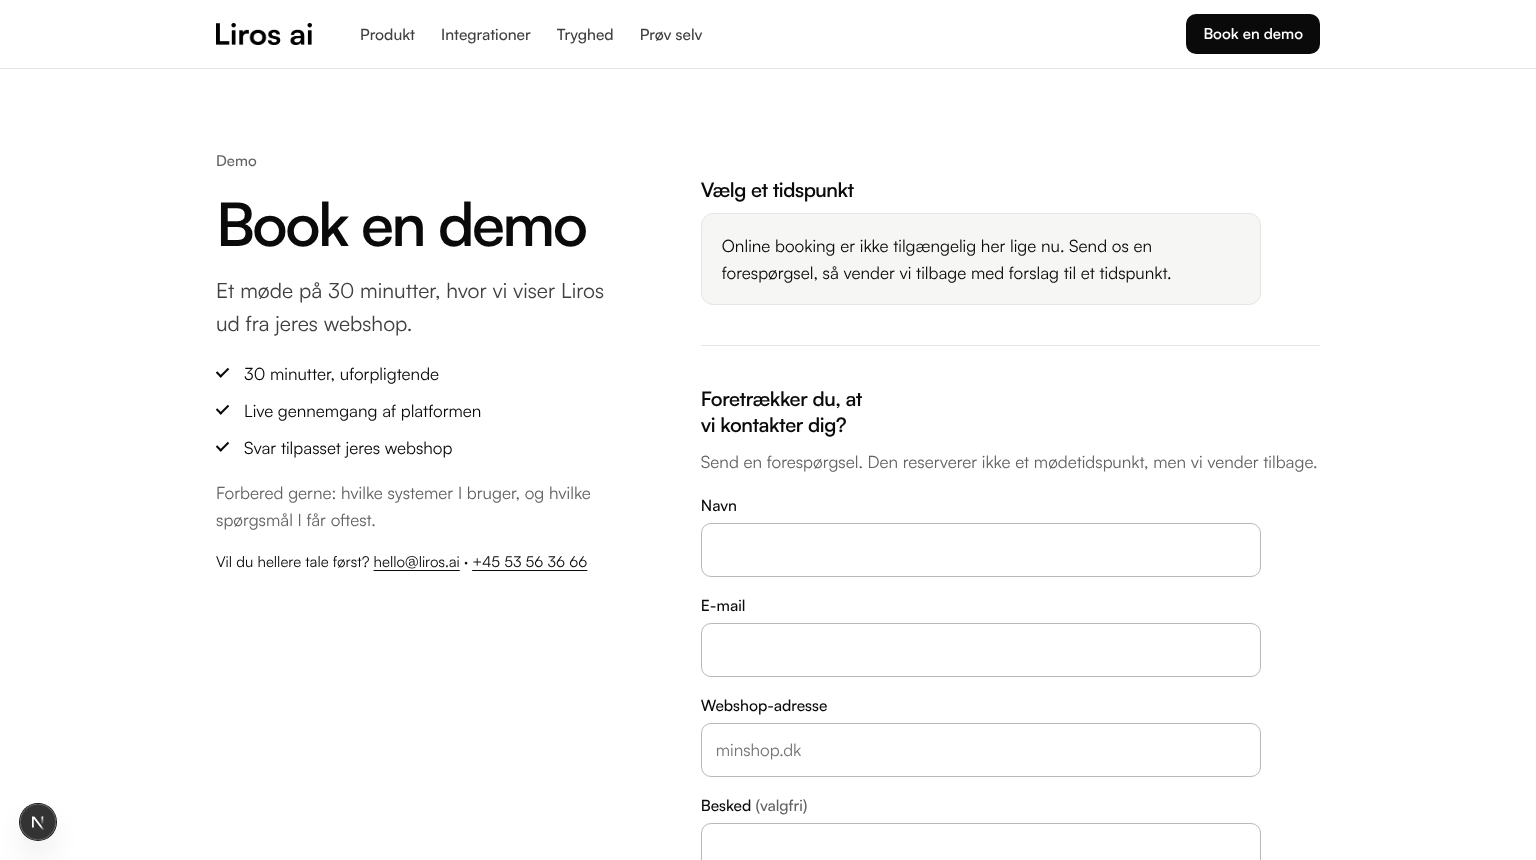 Liros ai
Produkt
Integrationer
Tryghed
Prøv selv
Book en demo
Demo
Book en demo
Et møde på 30 minutter, hvor vi viser Liros
ud fra jeres webshop.
30 minutter, uforpligtende
Live gennemgang af platformen
Svar tilpasset jeres webshop
Forbered gerne: hvilke systemer I bruger, og hvilke
spørgsmål I får oftest.
Vil du hellere tale først? hello@liros.ai · +45 53 56 36 66
Vælg et tidspunkt
Online booking er ikke tilgængelig her lige nu. Send os en
forespørgsel, så vender vi tilbage med forslag til et tidspunkt.
Foretrækker du, at
vi kontakter dig?
Send en forespørgsel. Den reserverer ikke et mødetidspunkt, men vi vender tilbage.
Navn
E-mail
Webshop-adresse
minshop.dk
Besked (valgfri)
N